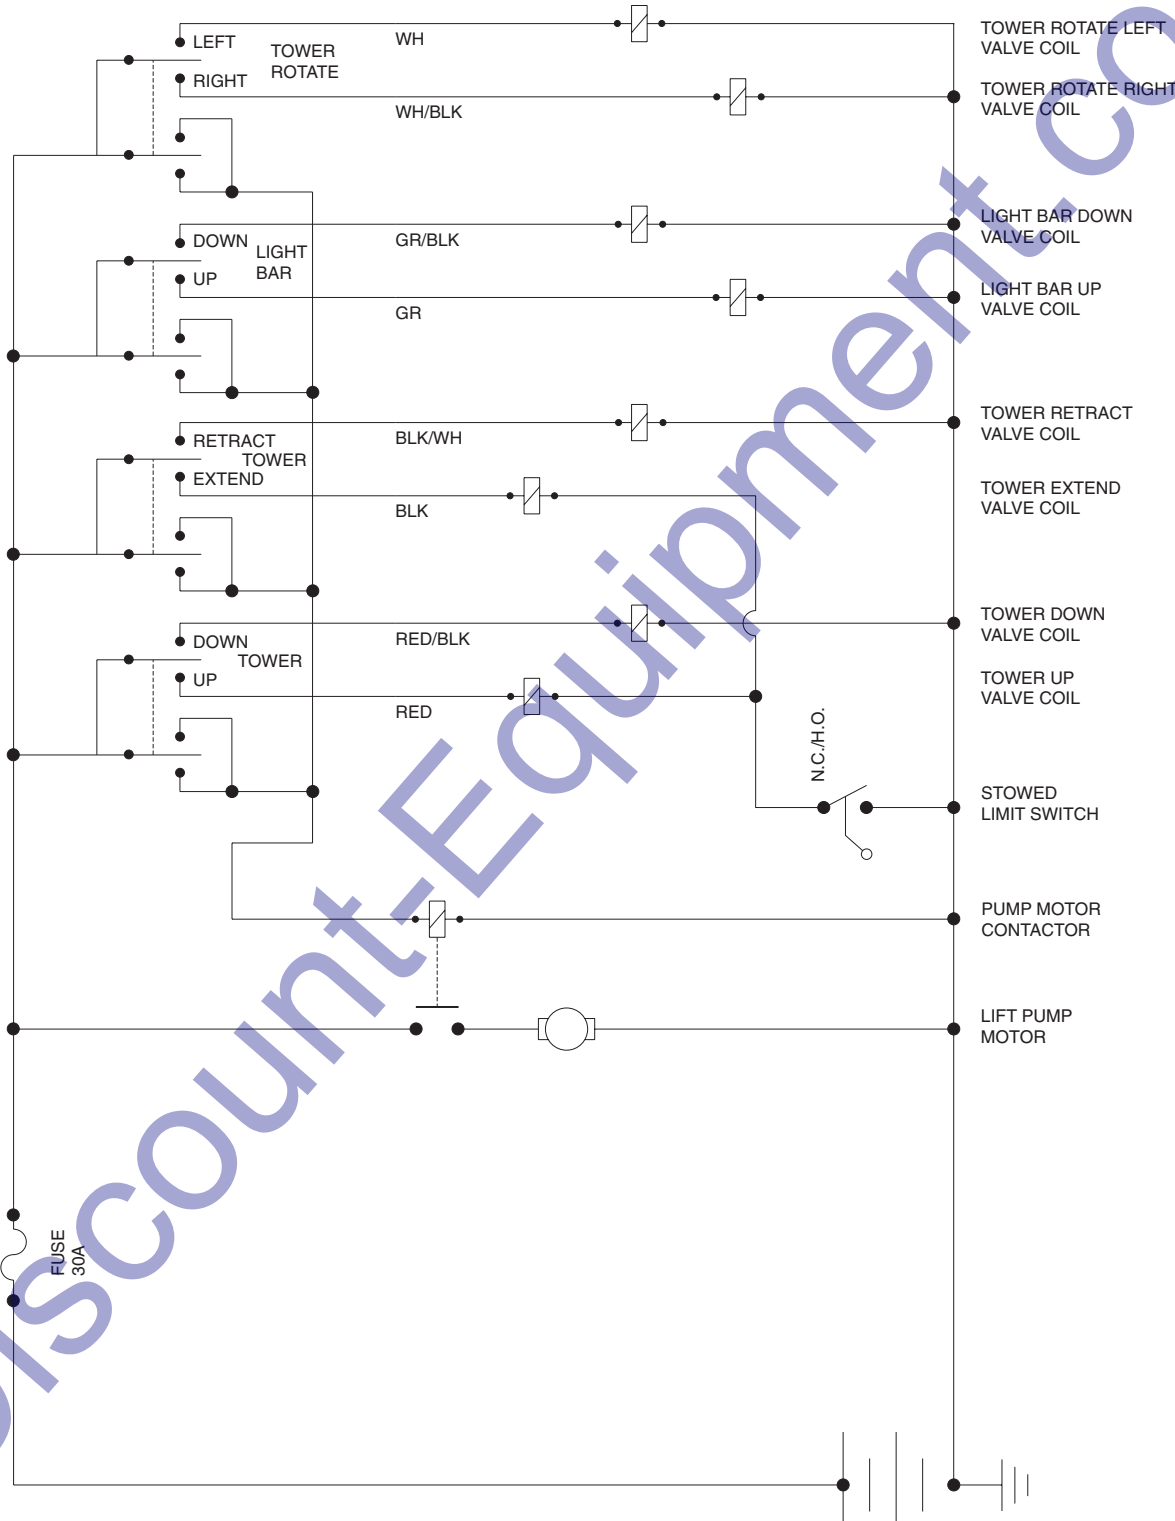 LEFT
TOWER
ROTATE
RIGHT
WH
WH/BLK
TOWER ROTATE LEFT
VALVE COIL
TOWER ROTATE RIGHT
VALVE COIL
DOWN
LIGHT
BAR
UP
GR/BLK
GR
LIGHT BAR DOWN
VALVE COIL
LIGHT BAR UP
VALVE COIL
RETRACT
TOWER
EXTEND
BLK/WH
BLK
TOWER RETRACT
VALVE COIL
TOWER EXTEND
VALVE COIL
DOWN
TOWER
UP
RED/BLK
RED
TOWER DOWN
VALVE COIL
TOWER UP
VALVE COIL
N.C./H.O.
STOWED
LIMIT SWITCH
PUMP MOTOR
CONTACTOR
LIFT PUMP
MOTOR
FUSE
30A
Discount-Equipment.co